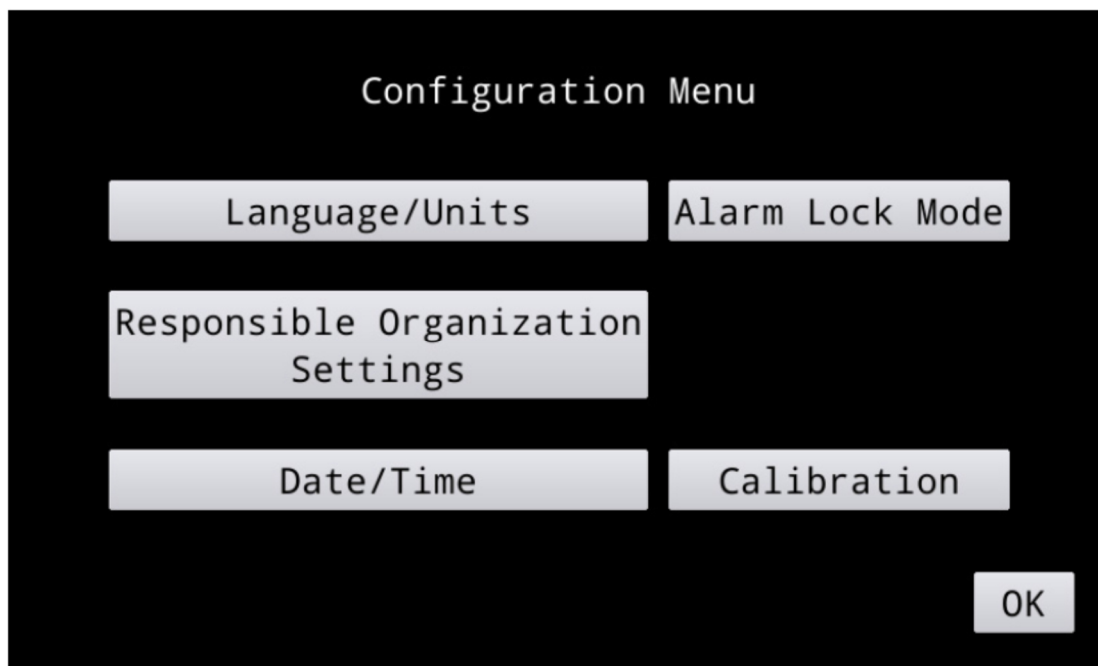 Configuration Menu
Language/Units
Alarm Lock Mode
Responsible Organization
Settings
Date/Time
Calibration
OK